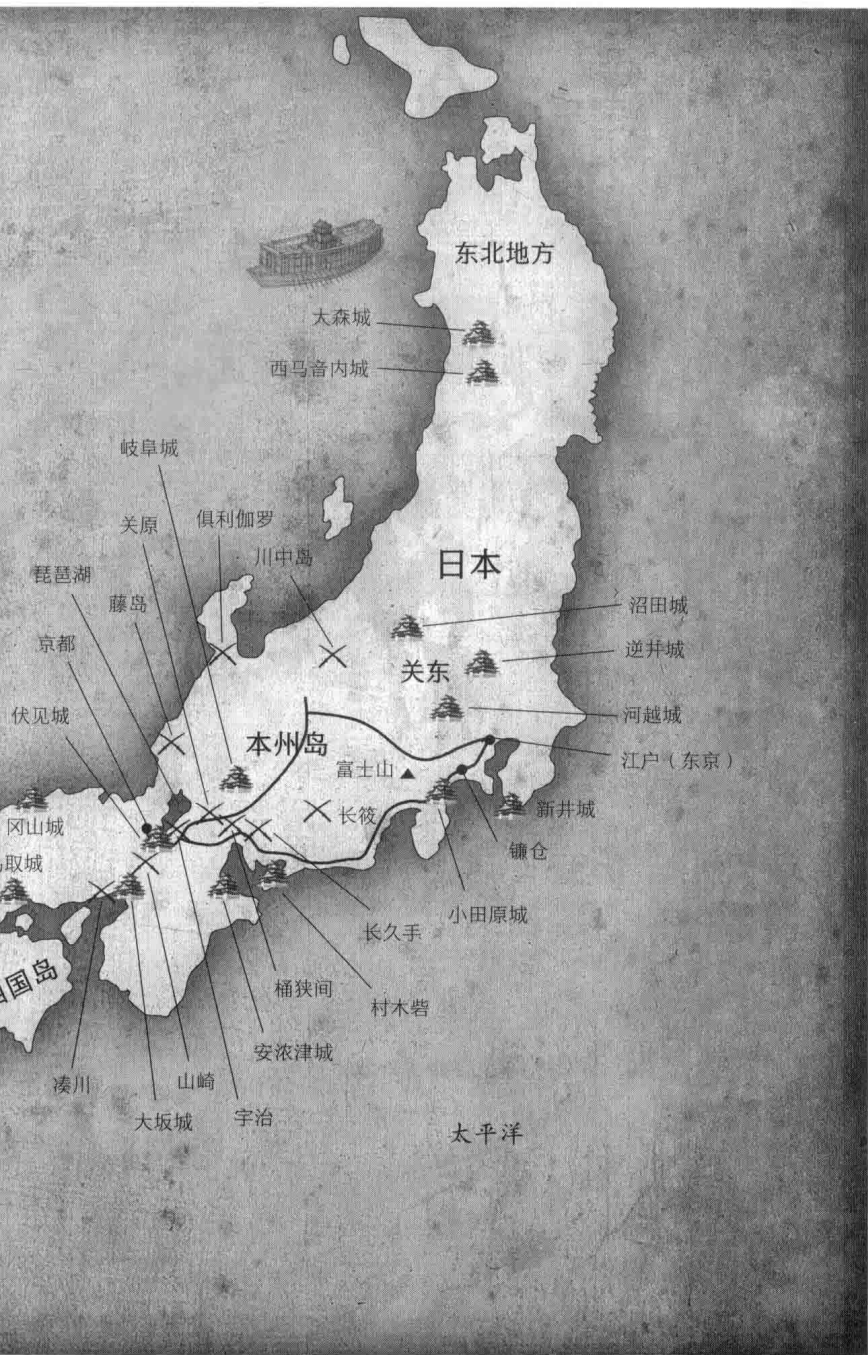 东北地方
大森城
西马音内城
岐阜城
关原
俱利伽罗
川中岛
日本
琵琶湖
藤岛
沼田城
京都
逆井城
关东
伏见城
河越城
本州岛
江户（东京）
富士山
冈山城
长筱
新井城
取城
镰仓
小田原城
长久手
国岛
桶狭间
村木砦
安浓津城
凑川
山崎
大坂城
宇治
太平洋